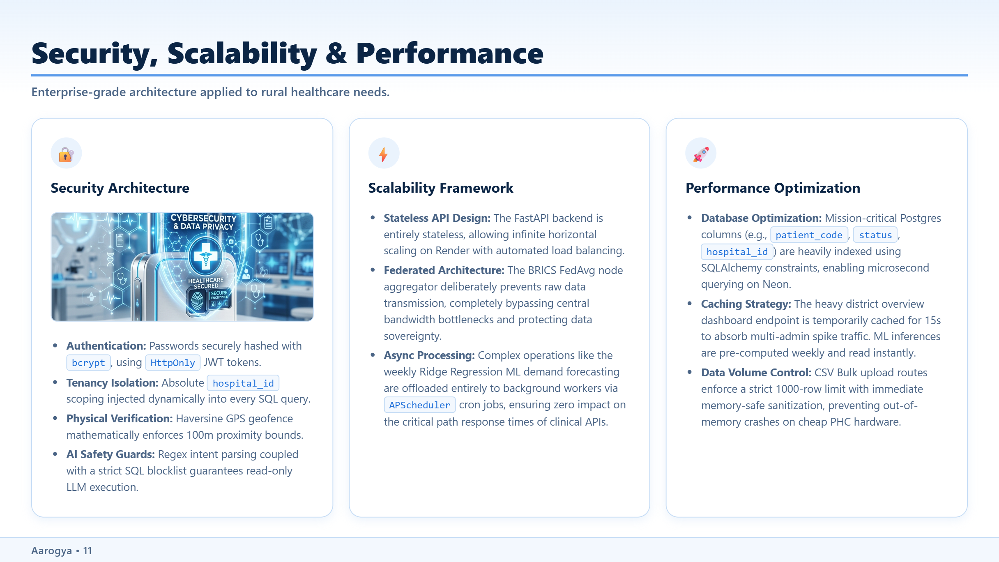 Security, Scalability & Performance
Enterprise-grade architecture applied to rural healthcare needs.
Security Architecture
CYBERSECURITY
& DATA PRIVACY
HEALTHCARE
SECURED
SECURE
ENCRYPTED
• Authentication: Passwords securely hashed with
bcrypt, using HttpOnly JWT tokens.
• Tenancy Isolation: Absolute hospital_id
scoping injected dynamically into every SQL query.
• Physical Verification: Haversine GPS geofence
mathematically enforces 100m proximity bounds.
• AI Safety Guards: Regex intent parsing coupled
with a strict SQL blocklist guarantees read-only
LLM execution.
Scalability Framework
• Stateless API Design: The FastAPI backend is
entirely stateless, allowing infinite horizontal
scaling on Render with automated load balancing.
• Federated Architecture: The BRICS FedAvg node
aggregator deliberately prevents raw data
transmission, completely bypassing central
bandwidth bottlenecks and protecting data
sovereignty.
• Async Processing: Complex operations like the
weekly Ridge Regression ML demand forecasting
are offloaded entirely to background workers via
APScheduler cron jobs, ensuring zero impact on
the critical path response times of clinical APIs.
Performance Optimization
• Database Optimization: Mission-critical Postgres
columns (e.g., patient_code, status,
hospital_id) are heavily indexed using
SQLAlchemy constraints, enabling microsecond
querying on Neon.
• Caching Strategy: The heavy district overview
dashboard endpoint is temporarily cached for 15s
to absorb multi-admin spike traffic. ML inferences
are pre-computed weekly and read instantly.
• Data Volume Control: CSV Bulk upload routes
enforce a strict 1000-row limit with immediate
memory-safe sanitization, preventing out-of-
memory crashes on cheap PHC hardware.
Aarogya • 11